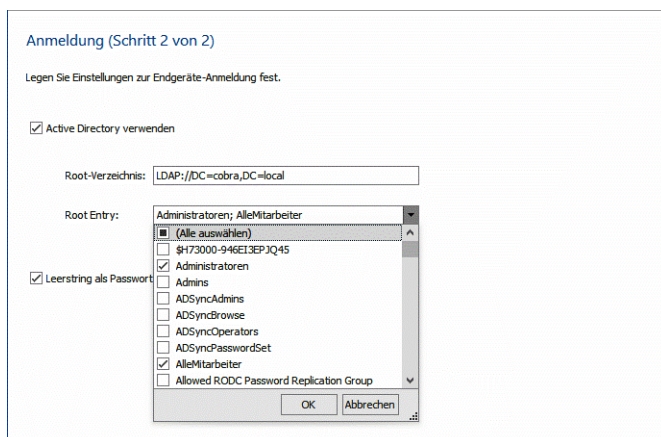 Anmeldung (Schritt 2 von 2)
Legen Sie Einstellungen zur Endgeräte-Anmeldung fest.
Active Directory verwenden
Root-Verzeichnis: LDAP://DC=cobra,DC=local
Root Entry: Administratoren; AlleMitarbeiter
(Alle auswählen)
$H73000-946EI3EPJQ45
Administratoren
Admins
ADSyncAdmins
ADSyncBrowse
ADSyncOperators
ADSyncPasswordSet
Leerstring als Passwort
AlleMitarbeiter
Allowed RODC Password Replication Group
OK Abbrechen